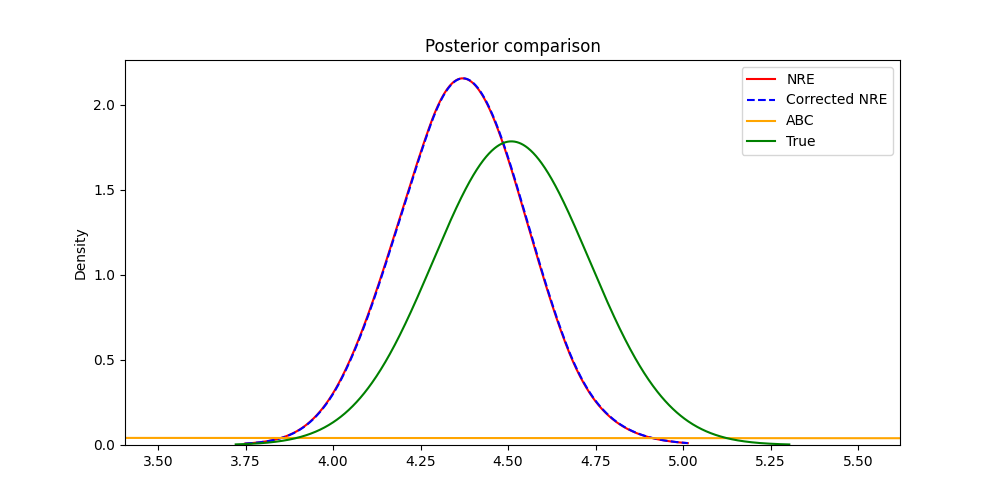 Posterior comparison
NRE
Corrected NRE
ABC
True
Density
2.0
1.5
1.0
0.5
0.0
3.50 3.75 4.00 4.25 4.50 4.75 5.00 5.25 5.50